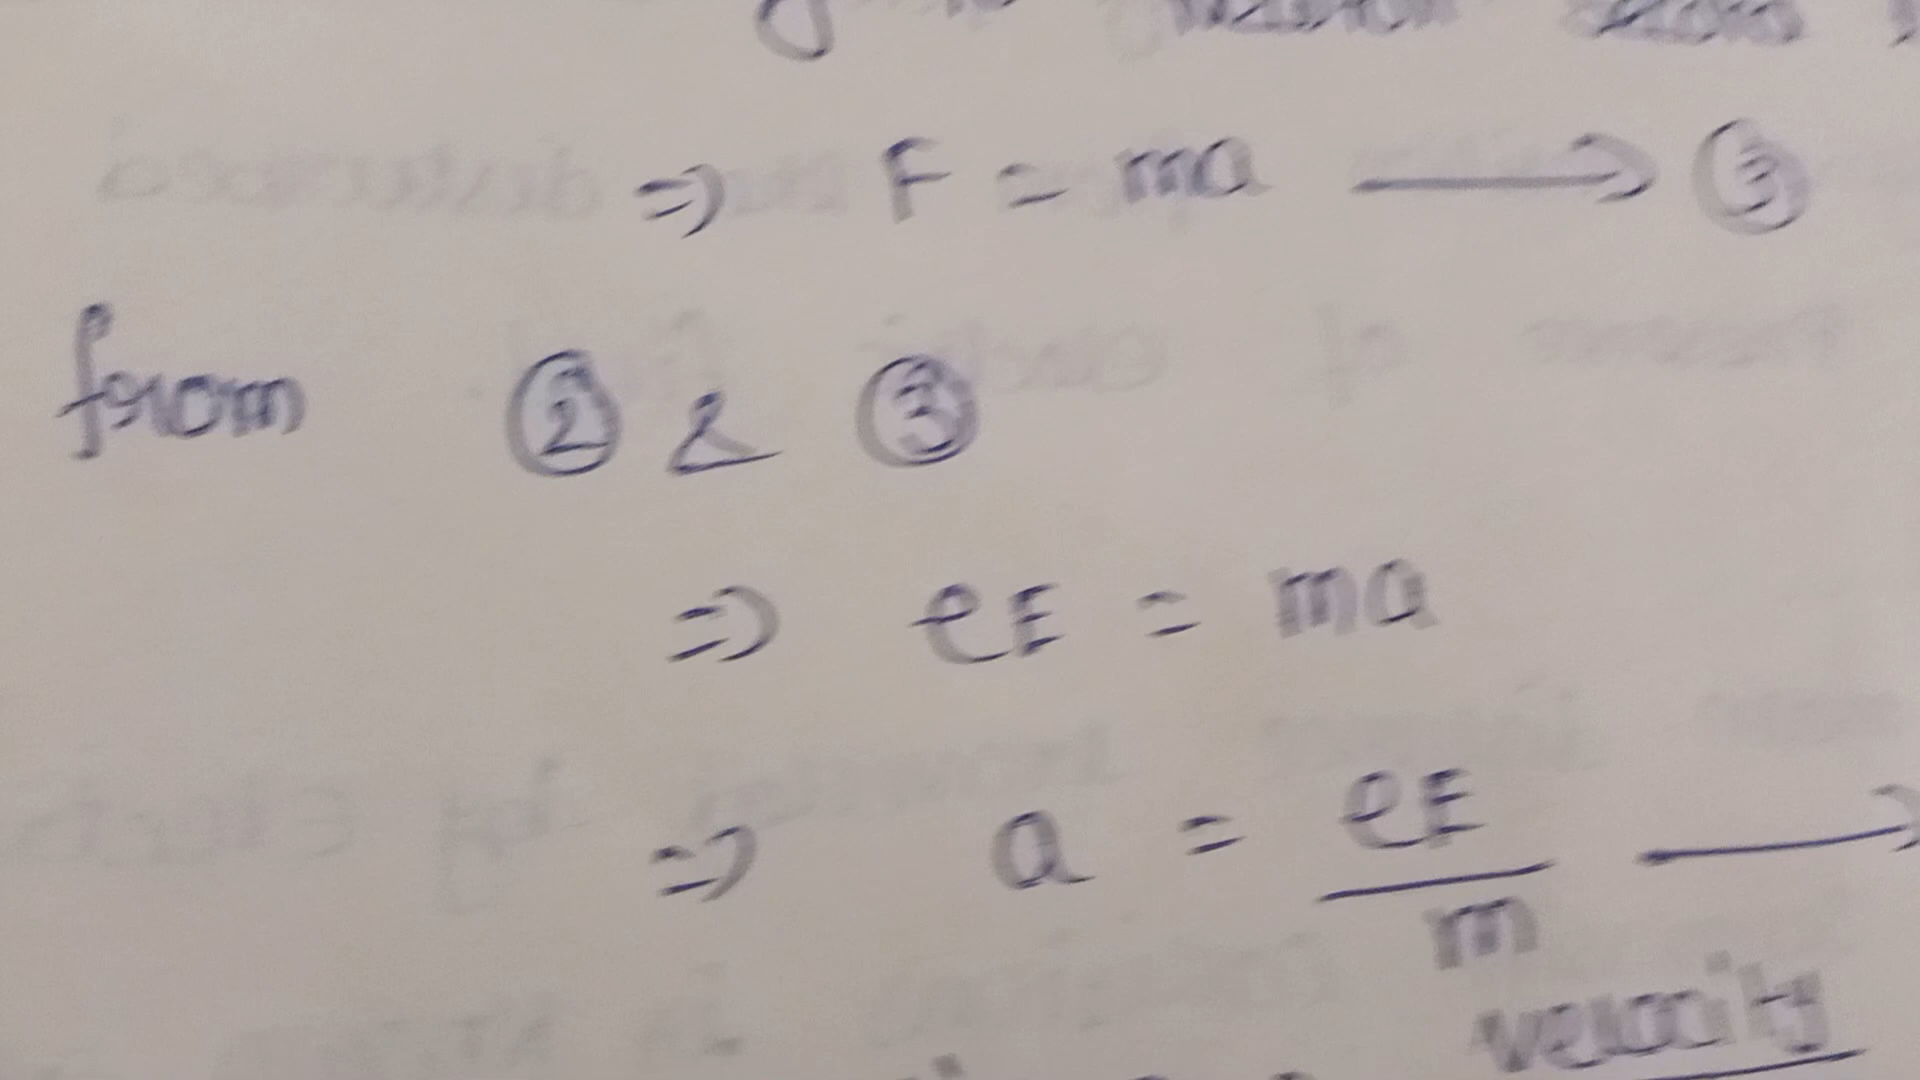 ⇒ F = ma ⟶ ③
from ② & ③
⇒ eE = ma
⇒ a = eE/m ⟶
velocity